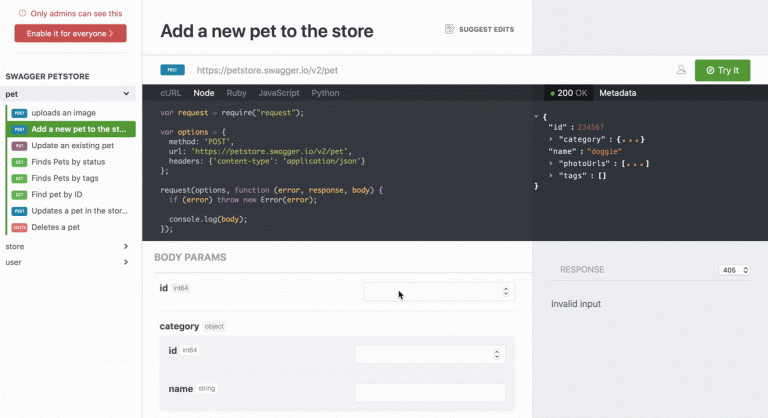 Only admins can see this
Enable it for everyone >
SWAGGER PETSTORE
pet
POST uploads an image
POST Add a new pet to the st...
PUT Update an existing pet
GET Finds Pets by status
GET Finds Pets by tags
GET Find pet by ID
POST Updates a pet in the stor...
DELETE Deletes a pet
store
user
Add a new pet to the store
SUGGEST EDITS
POST https://petstore.swagger.io/v2/pet
Try It
cURL Node Ruby JavaScript Python
var request = require("request");
var options = {
method: 'POST',
url: 'https://petstore.swagger.io/v2/pet',
headers: {'content-type': 'application/json'}
};
request(options, function (error, response, body) {
if (error) throw new Error(error);
console.log(body);
});
200 OK Metadata
{
"id" : 234567
"category" : {...}
"name" : "doggie"
"photoUrls" : [...]
"tags" : []
}
BODY PARAMS
id int64
category object
id int64
name string
RESPONSE 405
Invalid input